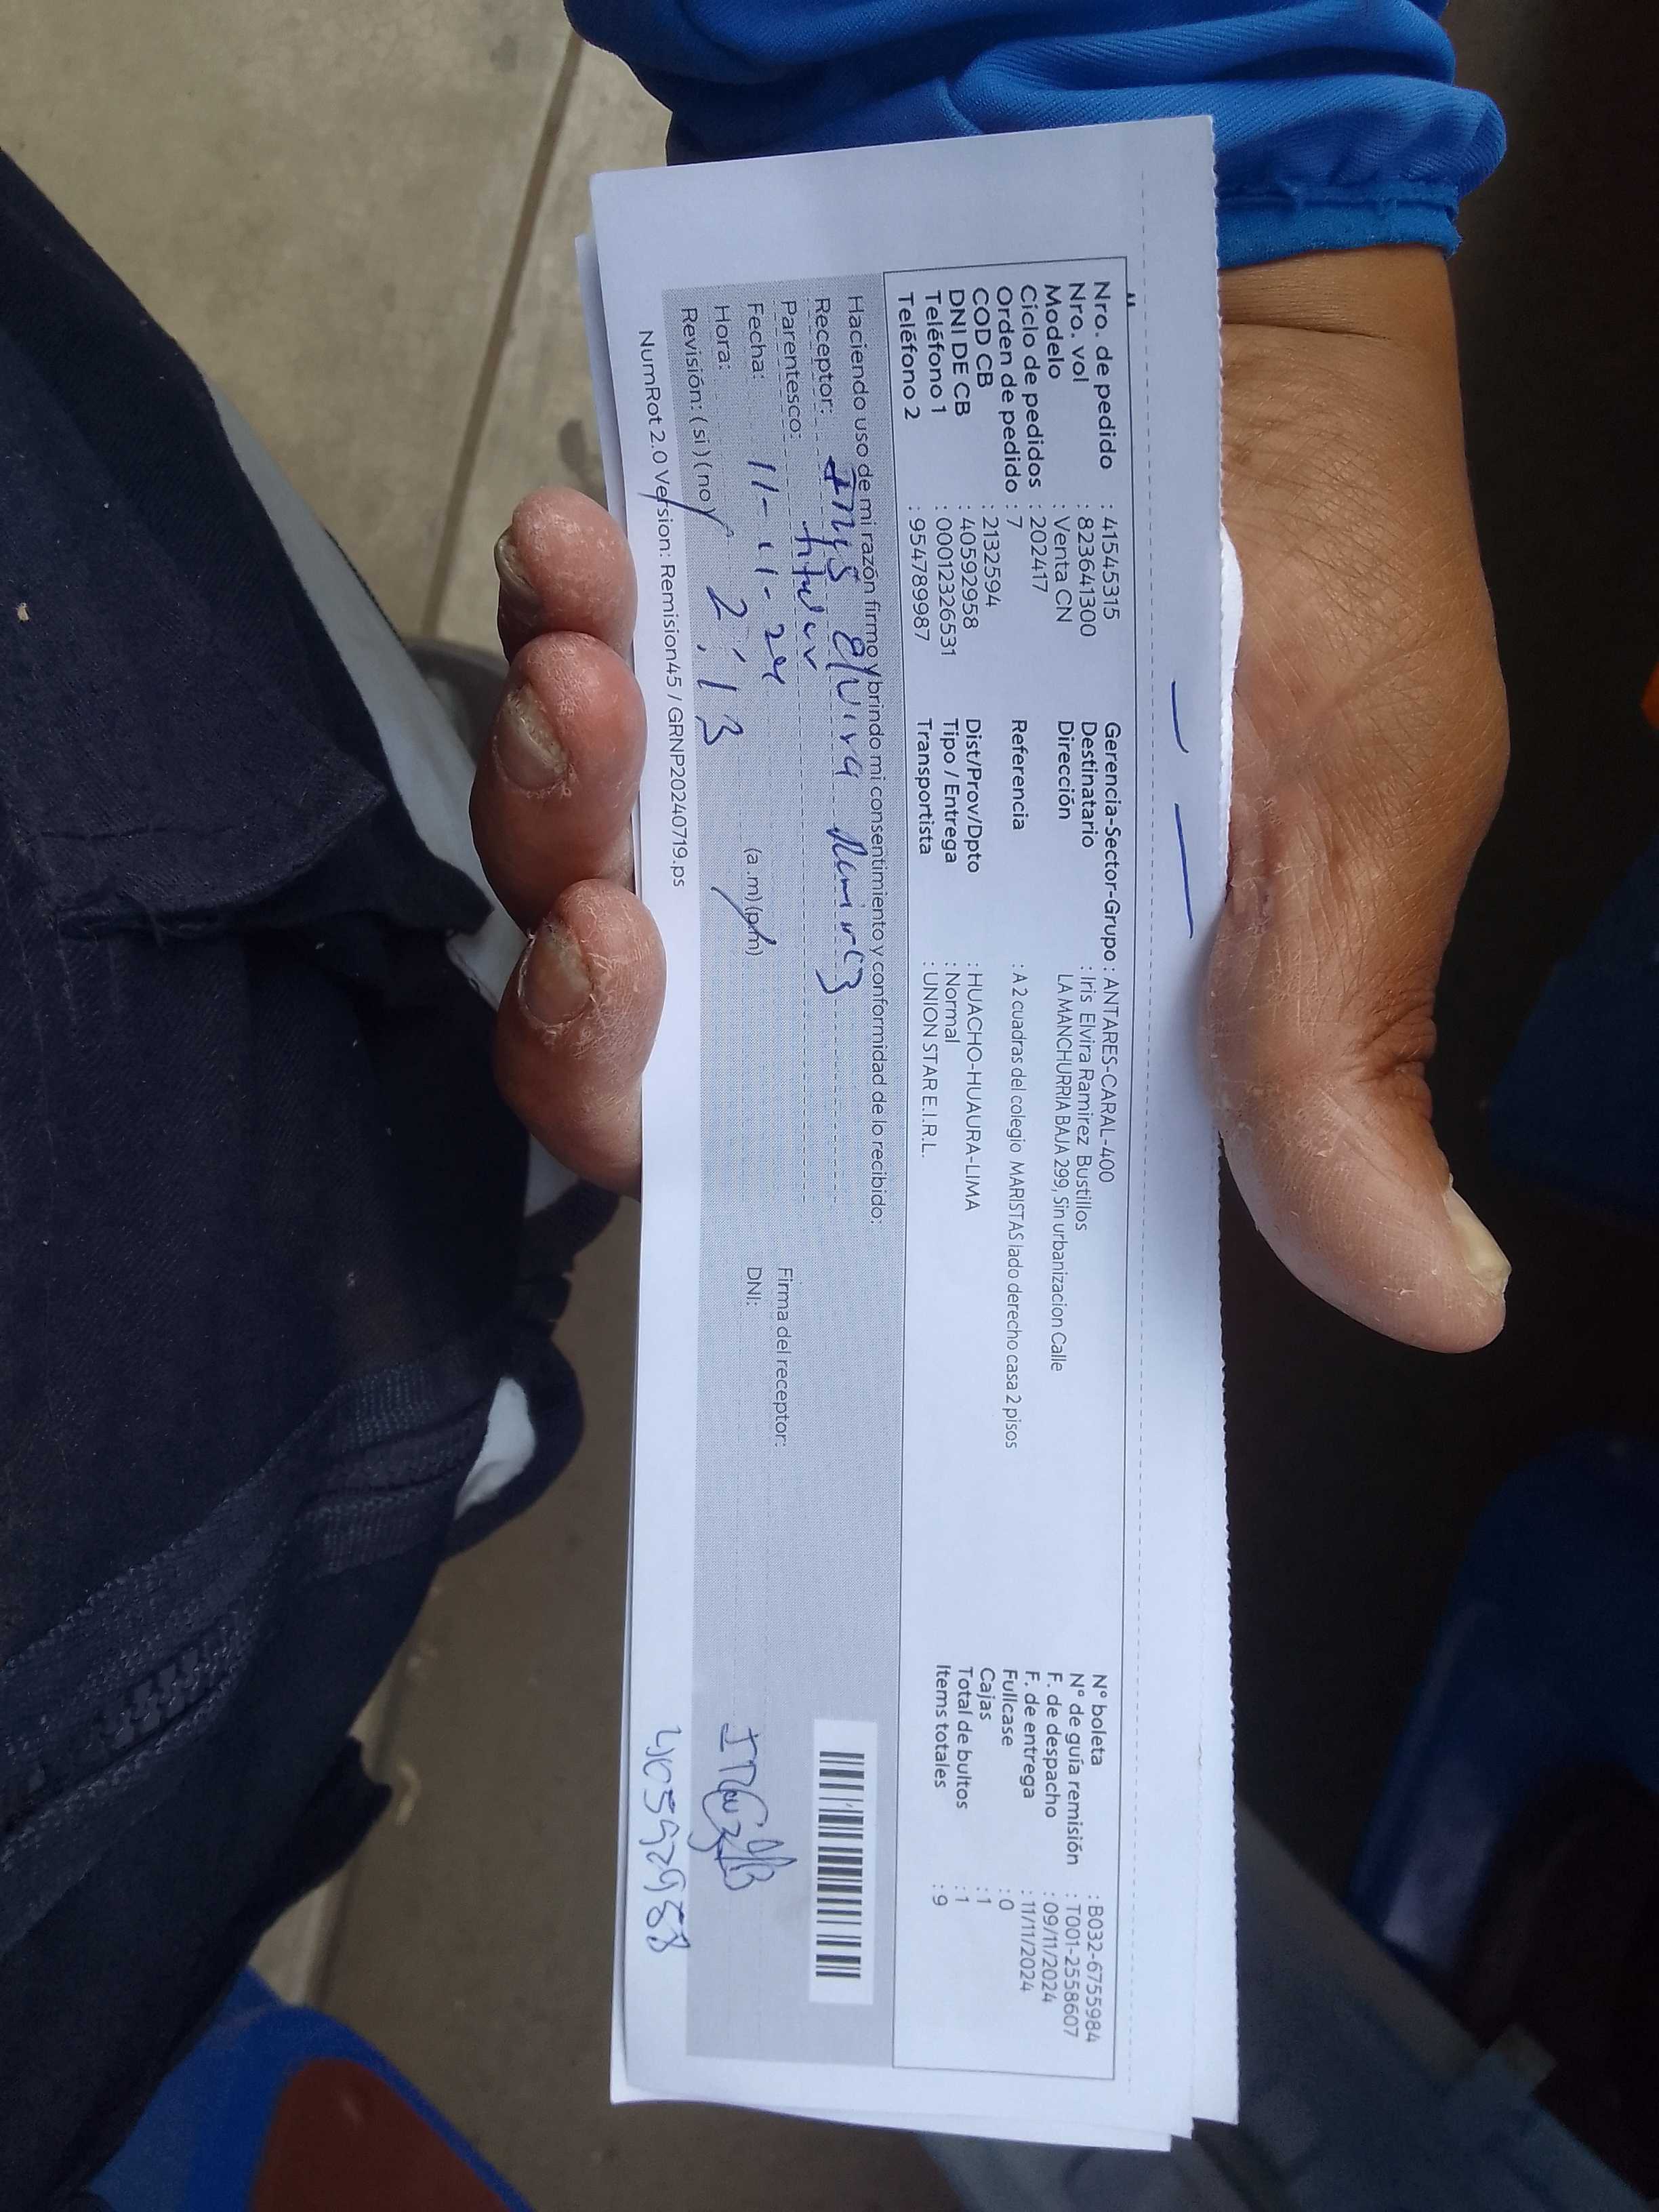 Nro. de pedido : 41545315
Nro. vol : 823641300
Modelo : Venta CN
Ciclo de pedidos : 202417
Orden de pedido : 7
COD CB : 2132594
DNI DE CB : 40592958
Teléfono 1 : 00012326531
Teléfono 2 : 954789987
Gerencia-Sector-Grupo : ANTARES-CARAL-400
Destinatario : Iris Elvira Ramirez Bustillos
Dirección LA MANCHURRIA BAJA 299, Sin urbanizacion Calle
Referencia : A 2 cuadras del colegio MARISTAS lado derecho casa 2 pisos
Dist/Prov/Dpto : HUACHO-HUAURA-LIMA
Tipo / Entrega : Normal
Transportista : UNION STAR E.I.R.L.
N° boleta : B032-6755984
N° de guía remisión : T001-2558607
F. de despacho : 09/11/2024
F. de entrega : 11/11/2024
Fullcase : 0
Cajas : 1
Total de bultos : 1
Items totales : 9
Haciendo uso de mi razón firmo y brindo mi consentimiento y conformidad de lo recibido:
Receptor: elvira
Parentesco:
Fecha: 11-11-24
Hora: 2:13 (a.m) (p.m)
Revisión: (si) (no)
Firma del receptor:
DNI:
40592958
NumRot 2.0 Version: Remision45 / GRNP20240719.ps